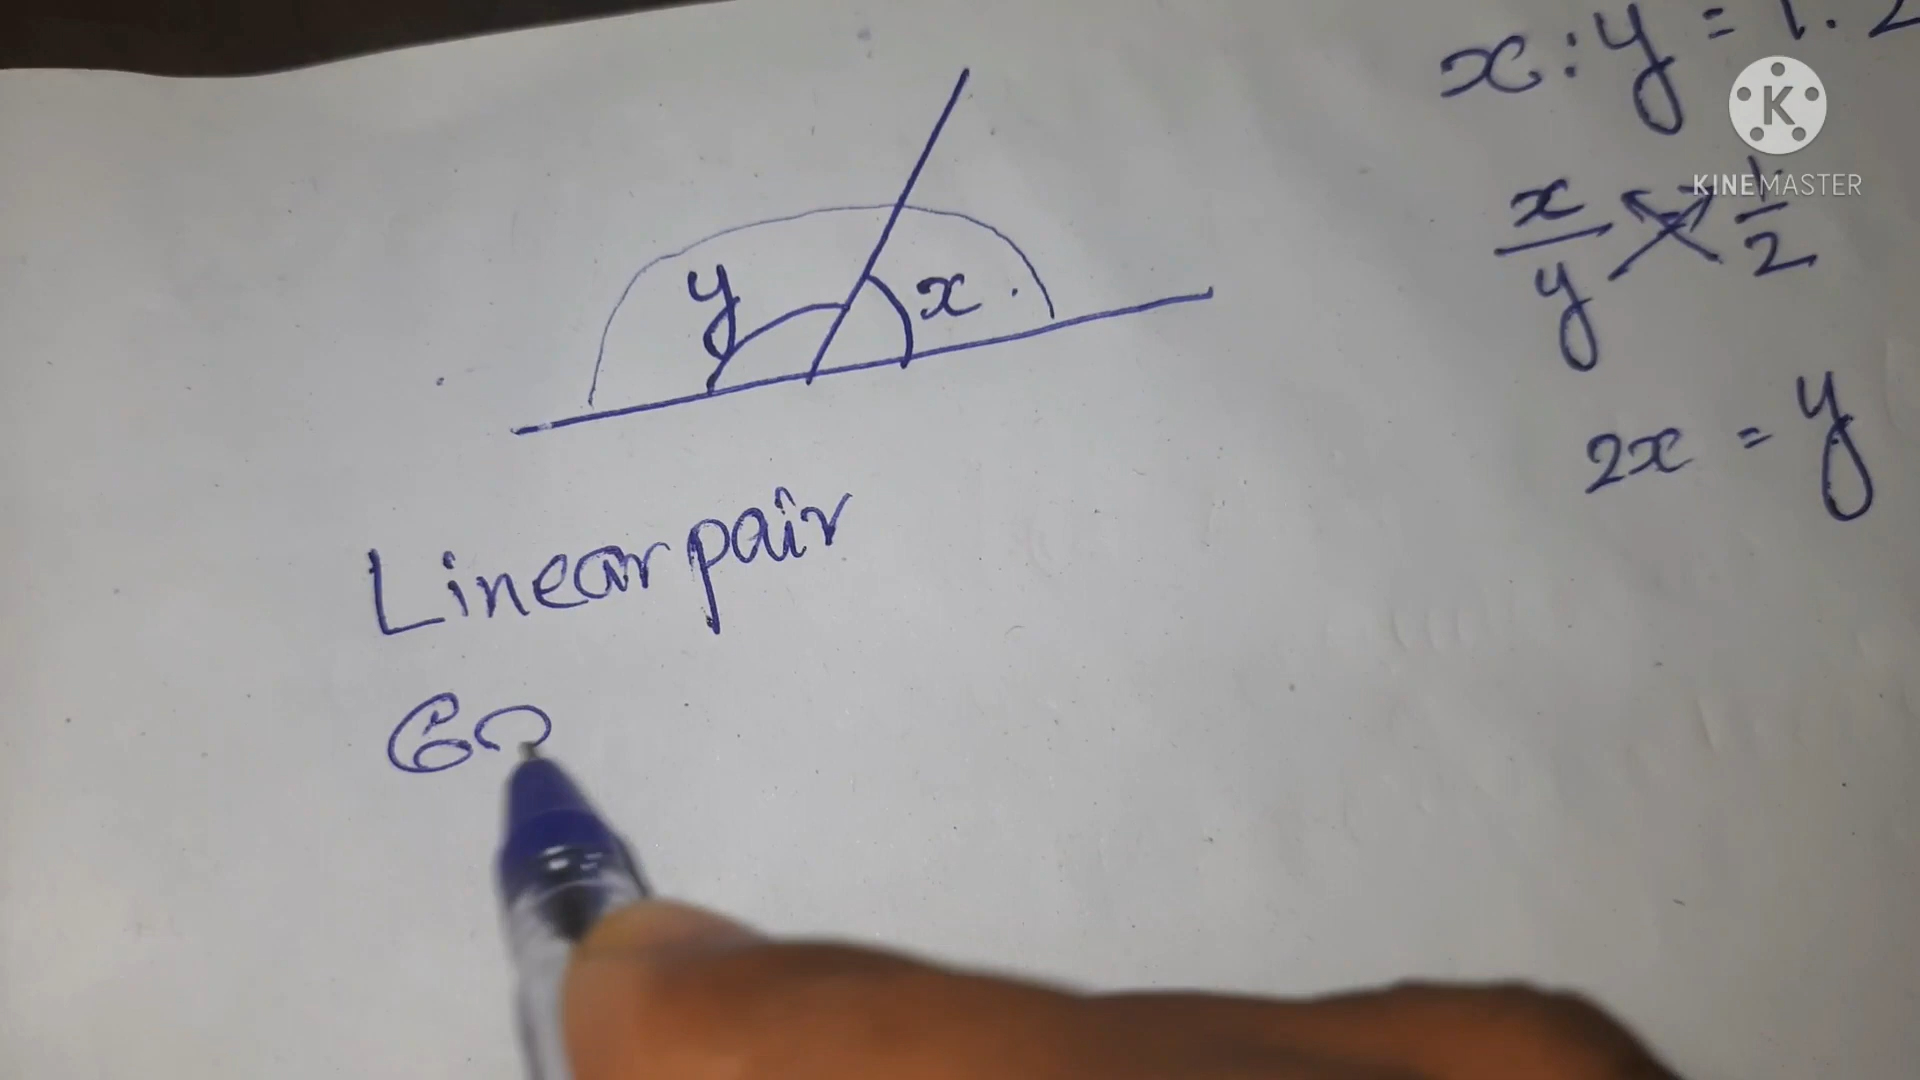 x : y = 1 : 2
KINEMASTER
x/y = 1/2
y x
2x = y
Linear pair